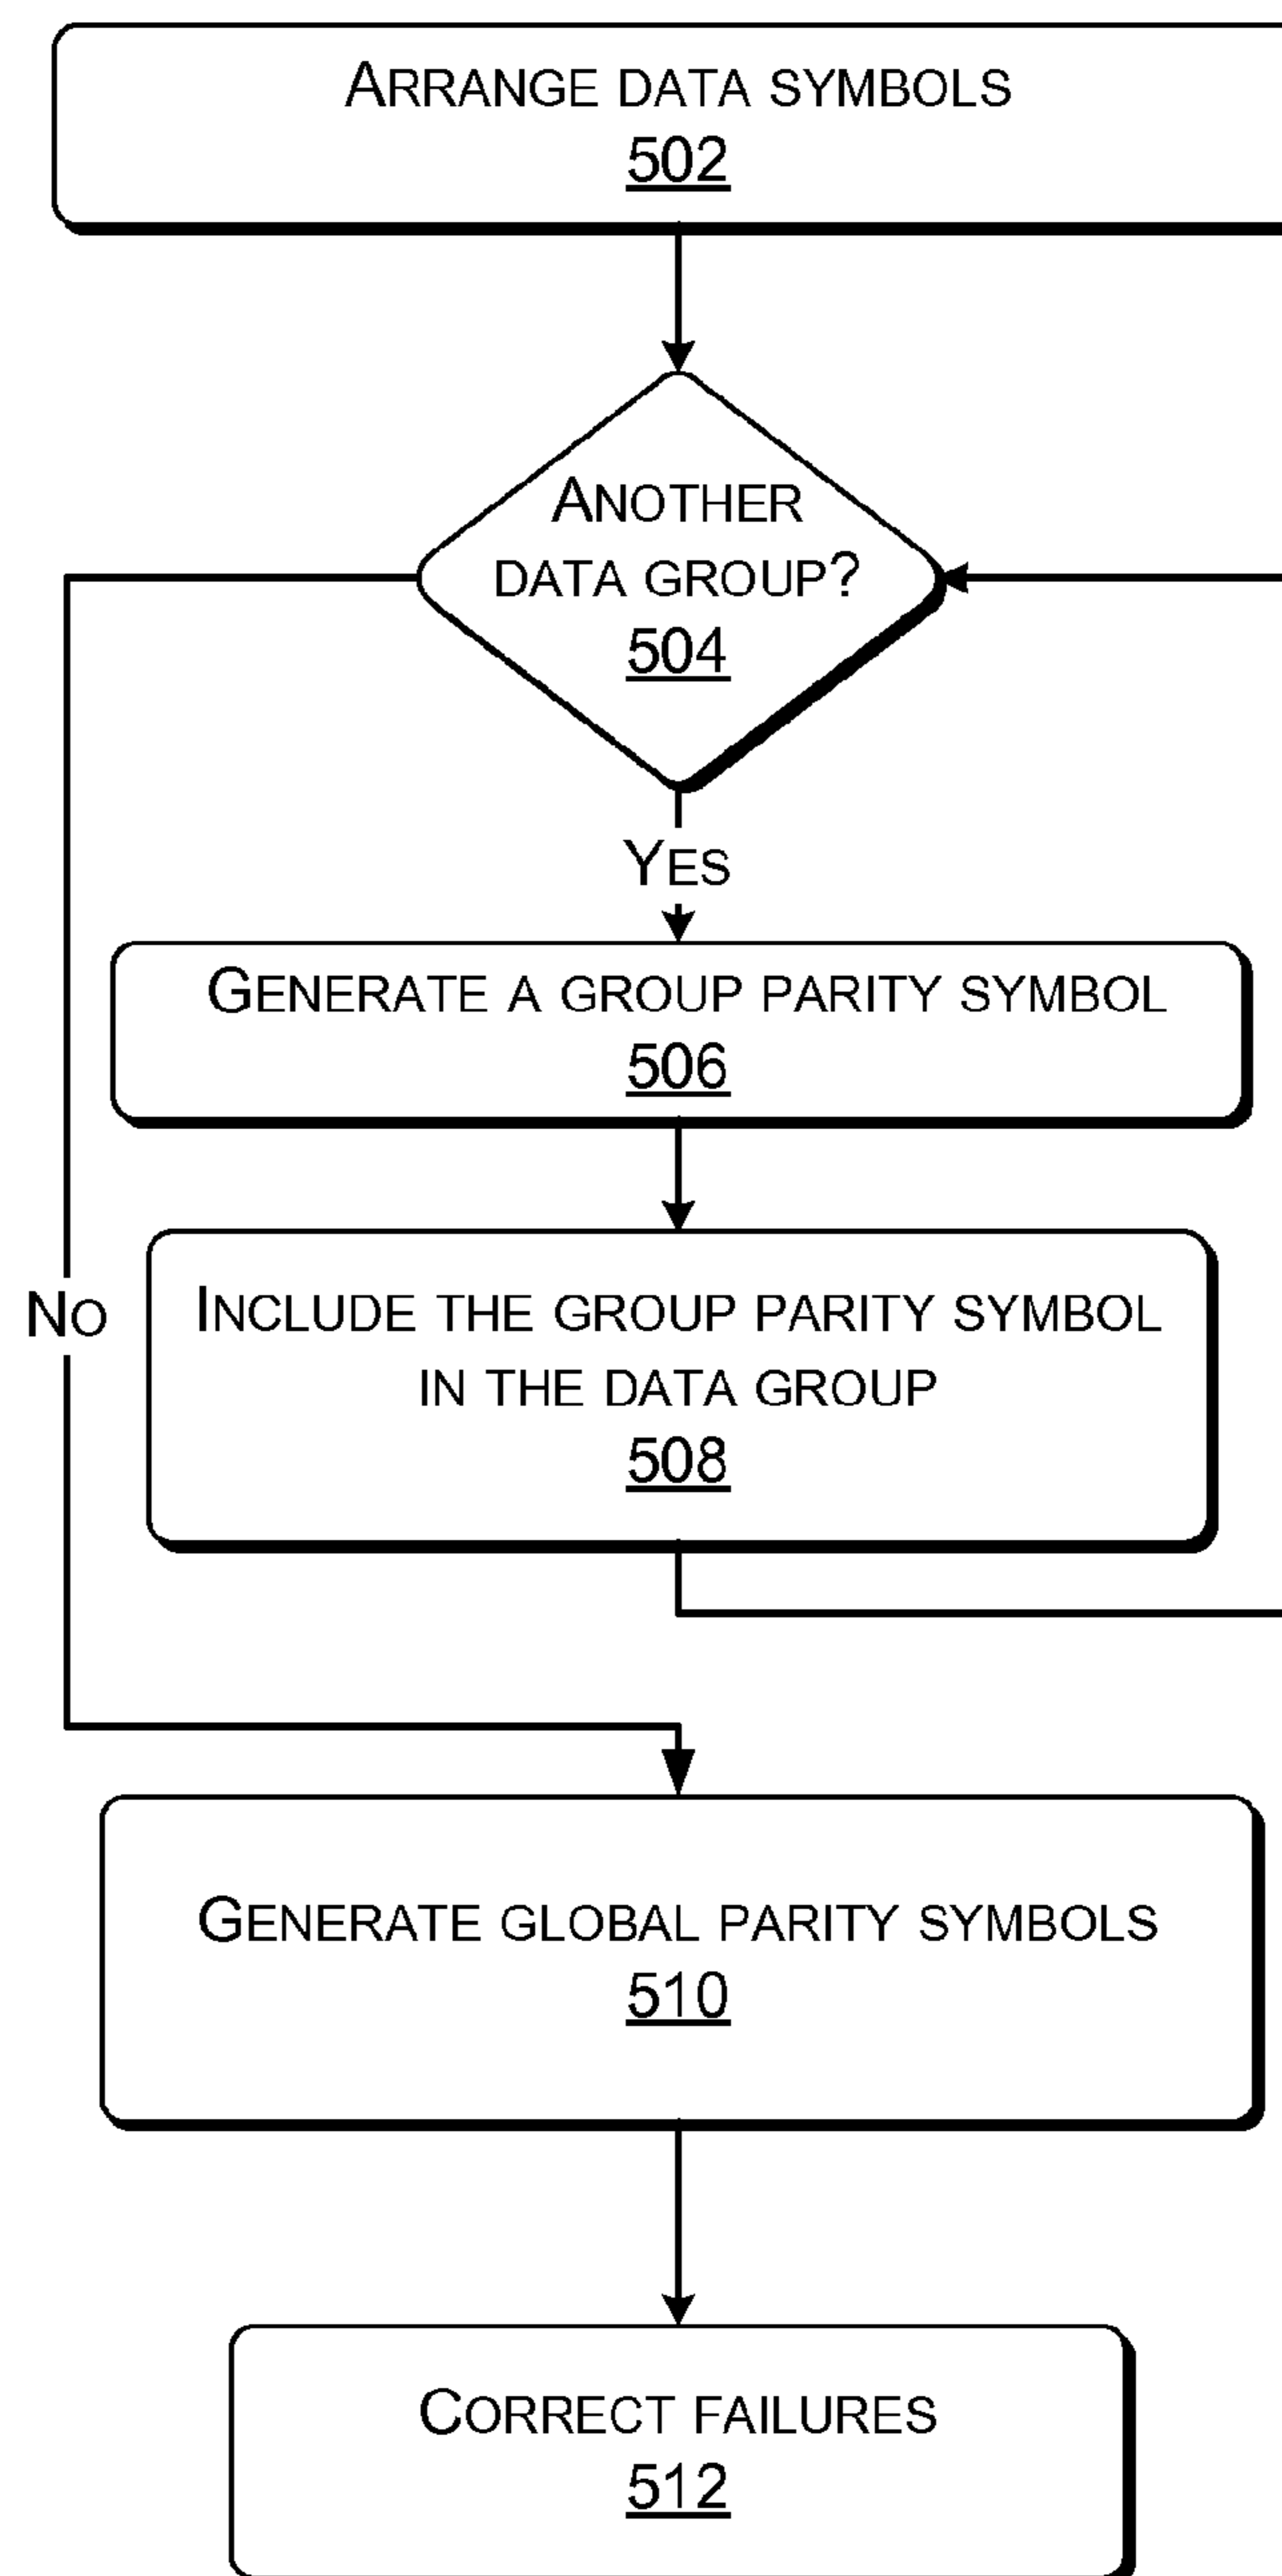 ARRANGE DATA SYMBOLS
502
ANOTHER
DATA GROUP?
504
YES
GENERATE A GROUP PARITY SYMBOL
506
NO
INCLUDE THE GROUP PARITY SYMBOL
IN THE DATA GROUP
508
GENERATE GLOBAL PARITY SYMBOLS
510
CORRECT FAILURES
512